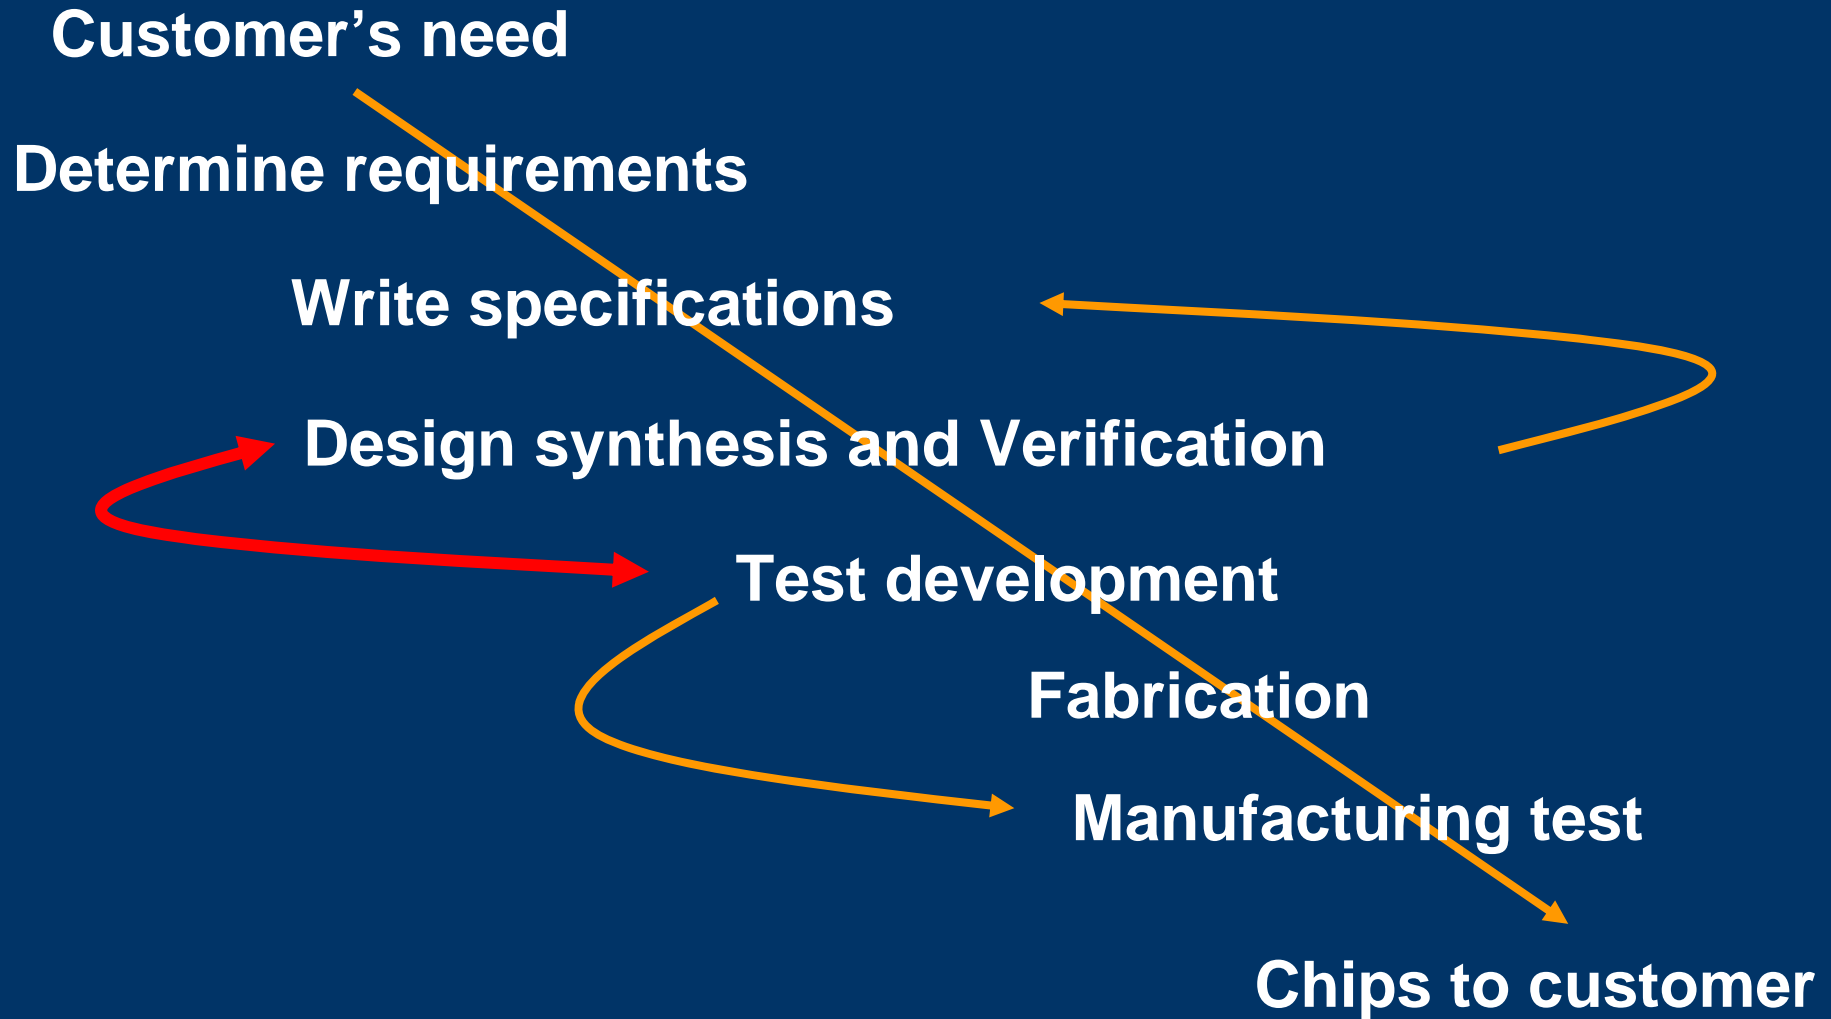 Customer’s need
Determine requirements
Write specifications
Design synthesis and Verification
Test development
Fabrication
Manufacturing test
Chips to customer